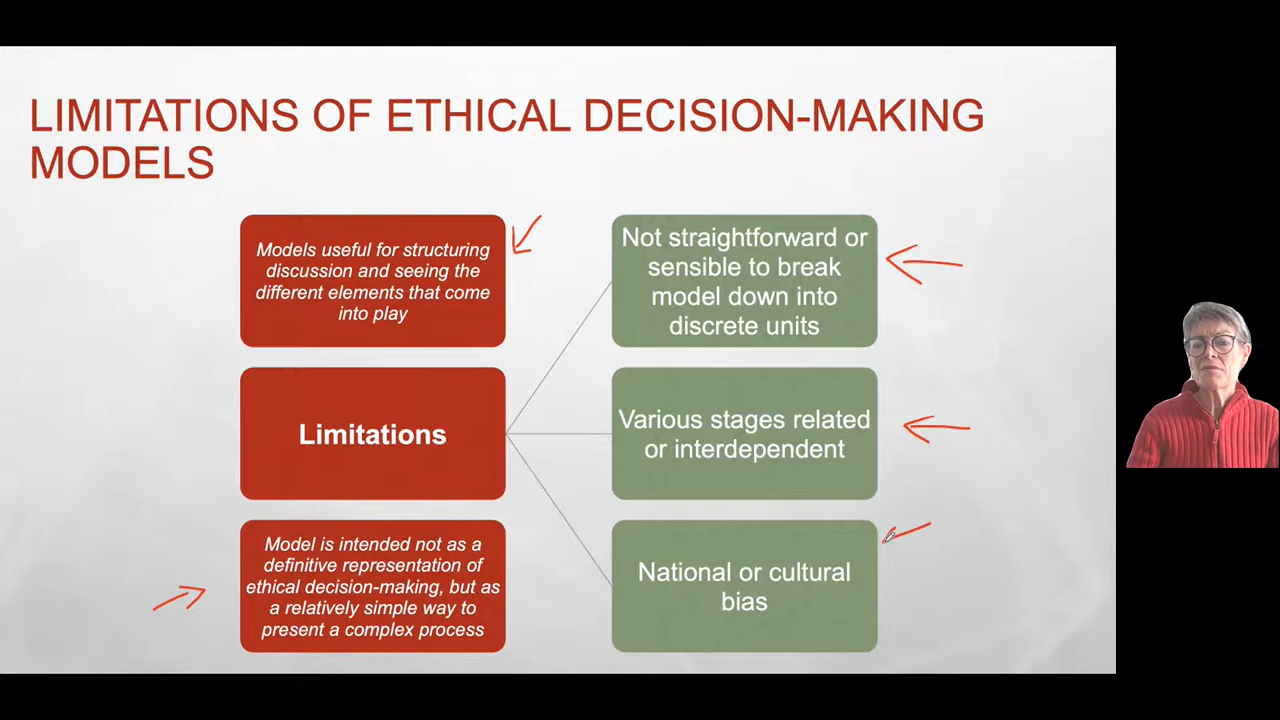 LIMITATIONS OF ETHICAL DECISION-MAKING
MODELS
Models useful for structuring
discussion and seeing the
different elements that come
into play
Limitations
Model is intended not as a
definitive representation of
ethical decision-making, but as
a relatively simple way to
present a complex process
Not straightforward or
sensible to break
model down into
discrete units
Various stages related
or interdependent
National or cultural
bias